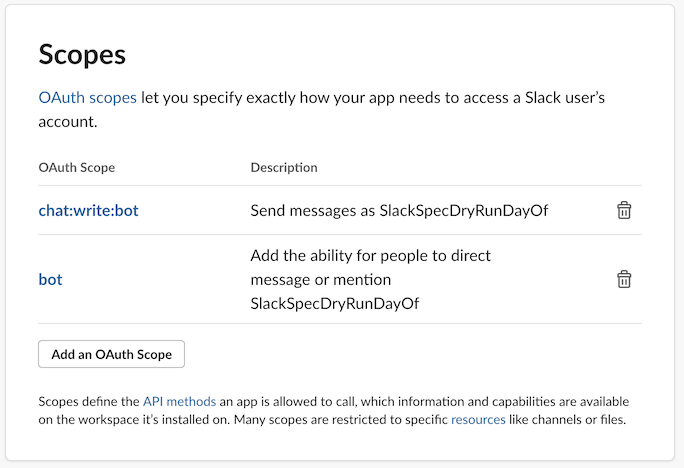 Scopes
OAuth scopes let you specify exactly how your app needs to access a Slack user’s
account.
OAuth Scope Description
chat:write:bot Send messages as SlackSpecDryRunDayOf
bot Add the ability for people to direct
message or mention
SlackSpecDryRunDayOf
Add an OAuth Scope
Scopes define the API methods an app is allowed to call, which information and capabilities are available
on the workspace it’s installed on. Many scopes are restricted to specific resources like channels or files.